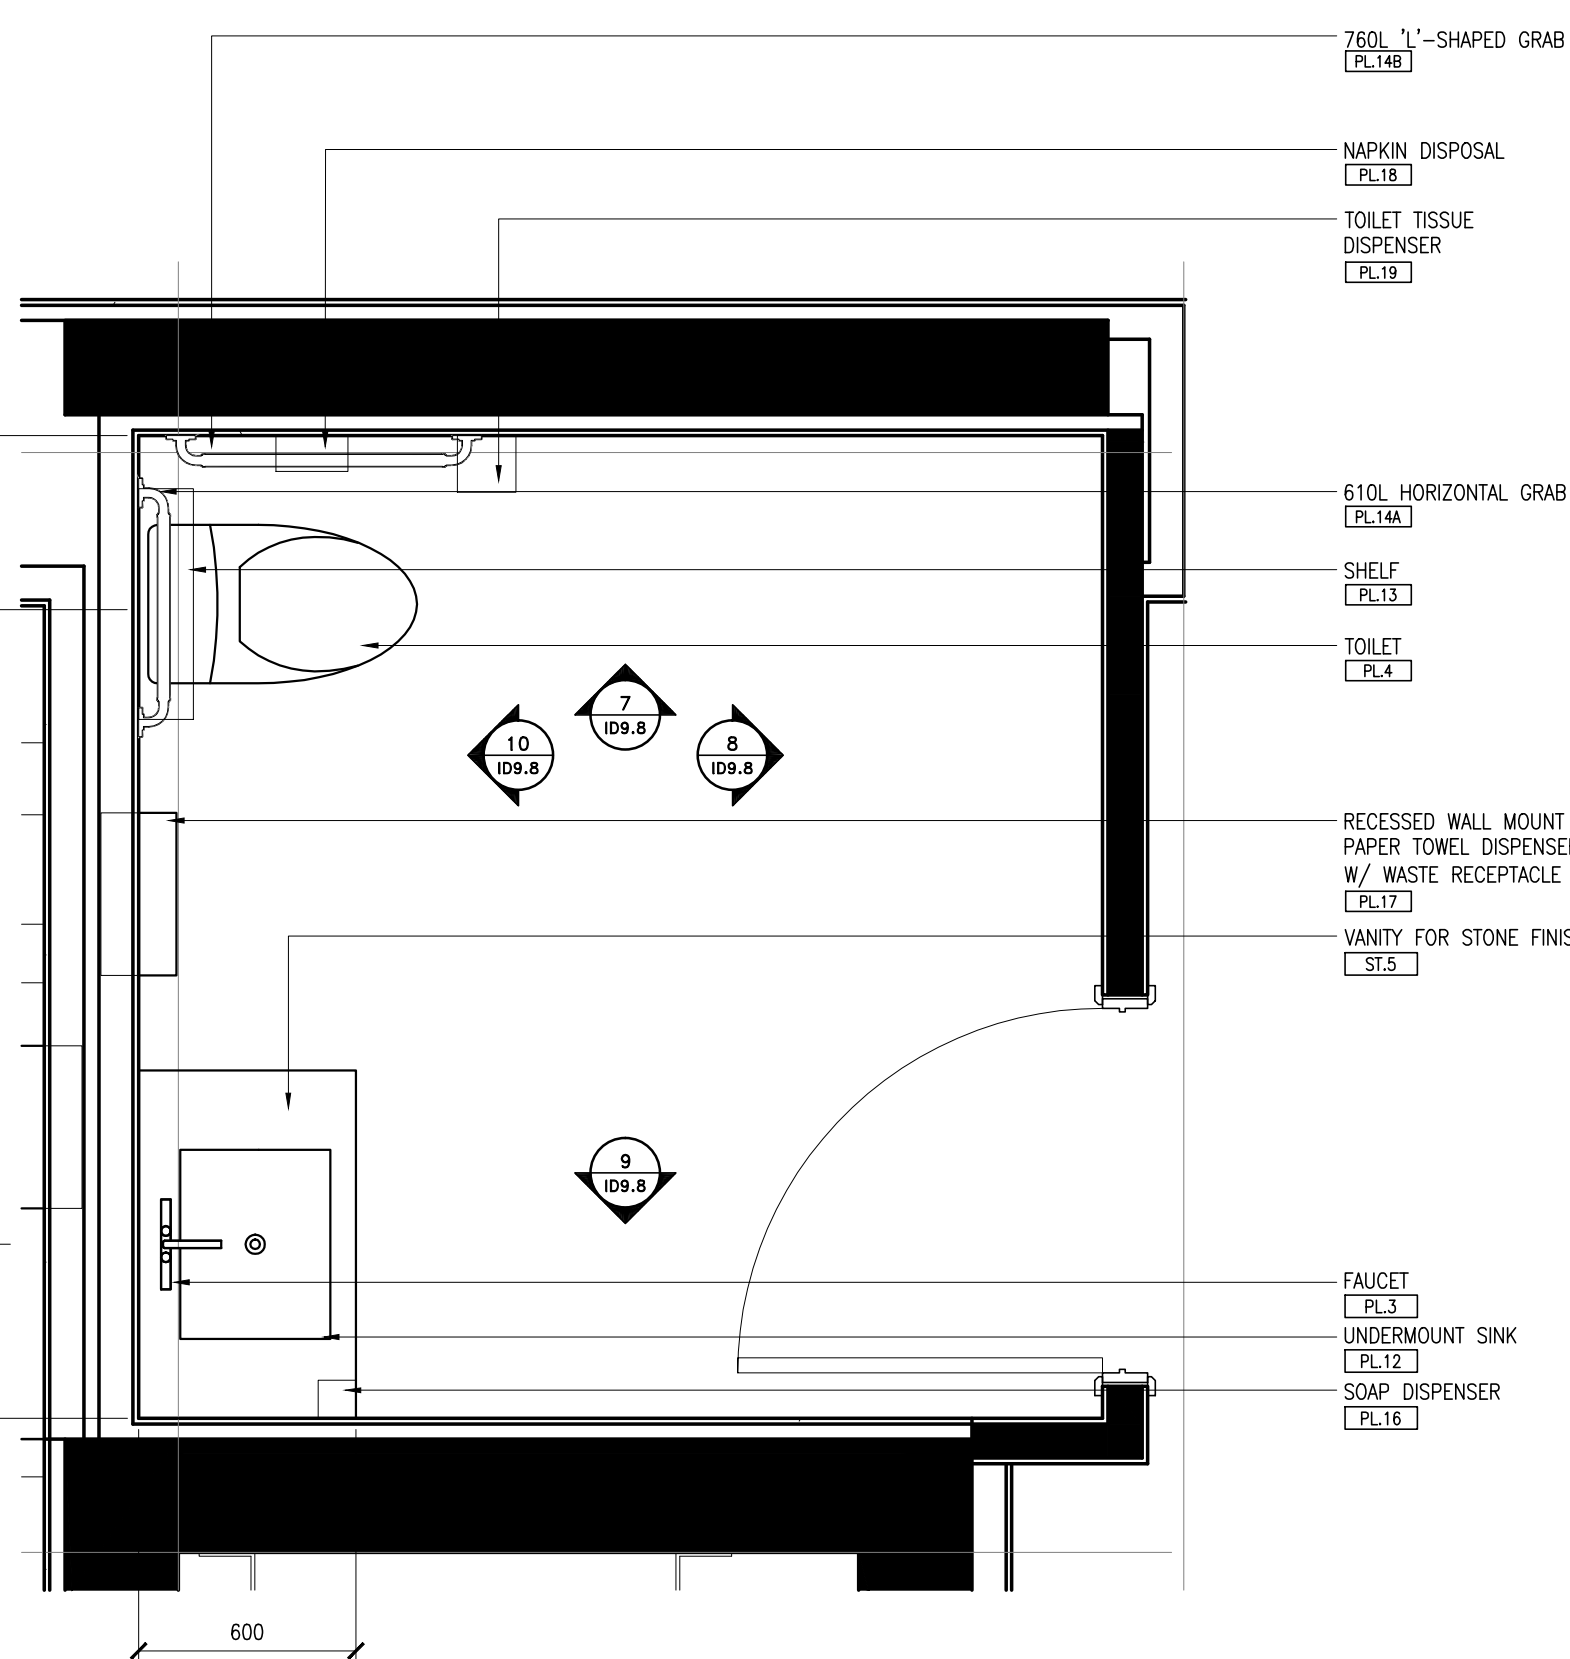 760L 'L'-SHAPED GRAB
PL.14B
NAPKIN DISPOSAL
PL.18
TOILET TISSUE
DISPENSER
PL.19
610L HORIZONTAL GRAB
PL.14A
SHELF
PL.13
TOILET
PL.4
7
ID9.8
10
ID9.8
8
ID9.8
RECESSED WALL MOUNT
PAPER TOWEL DISPENSER
W/ WASTE RECEPTACLE
PL.17
VANITY FOR STONE FINIS
ST.5
9
ID9.8
FAUCET
PL.3
UNDERMOUNT SINK
PL.12
SOAP DISPENSER
PL.16
600